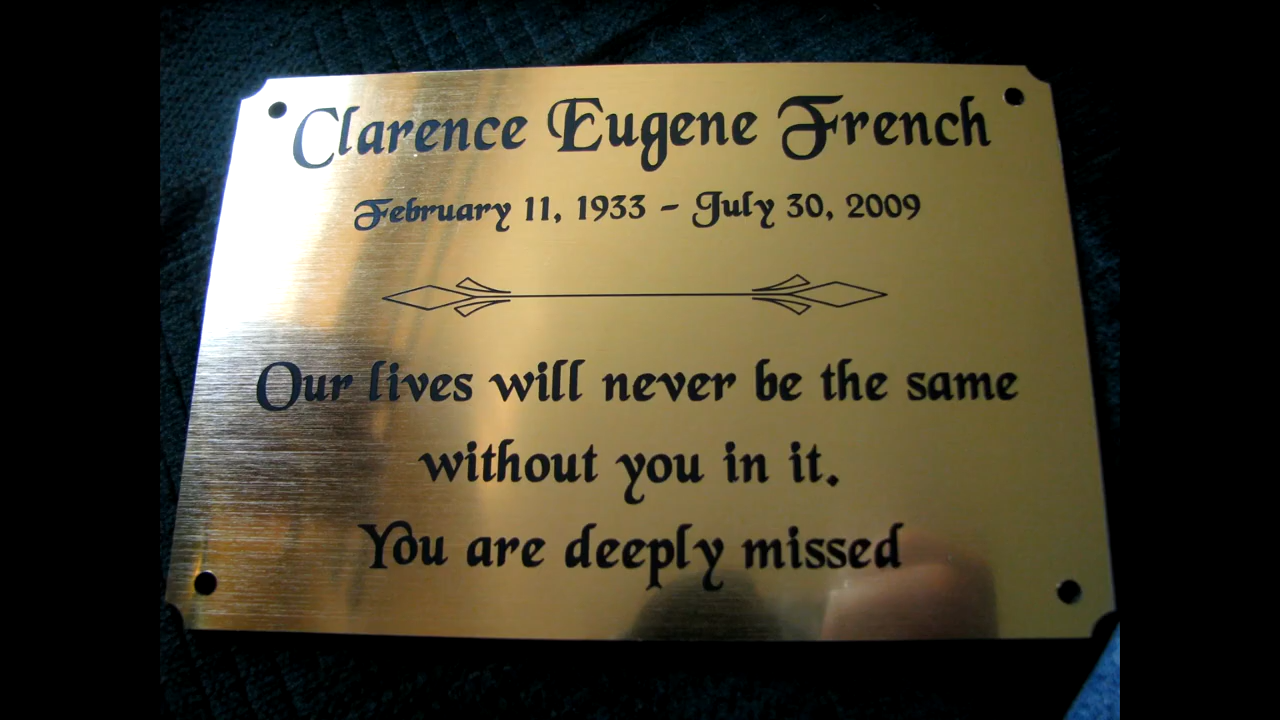 Clarence Eugene French
February 11, 1933 - July 30, 2009
Our lives will never be the same
without you in it.
You are deeply missed